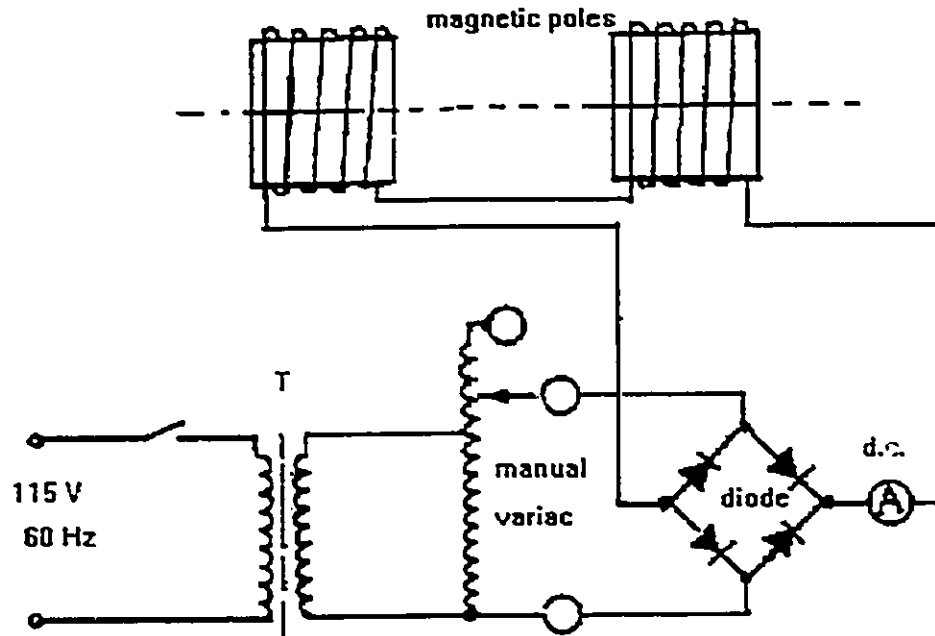 magnetic poles
T
115 V
60 Hz
manual
variac
diode
d.c.
A